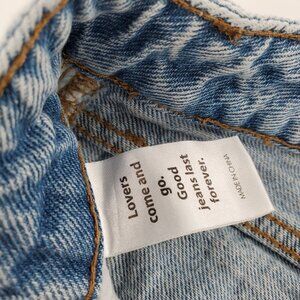 Lovers
come and
go.
Good
jeans last
forever.
MADE IN CHINA